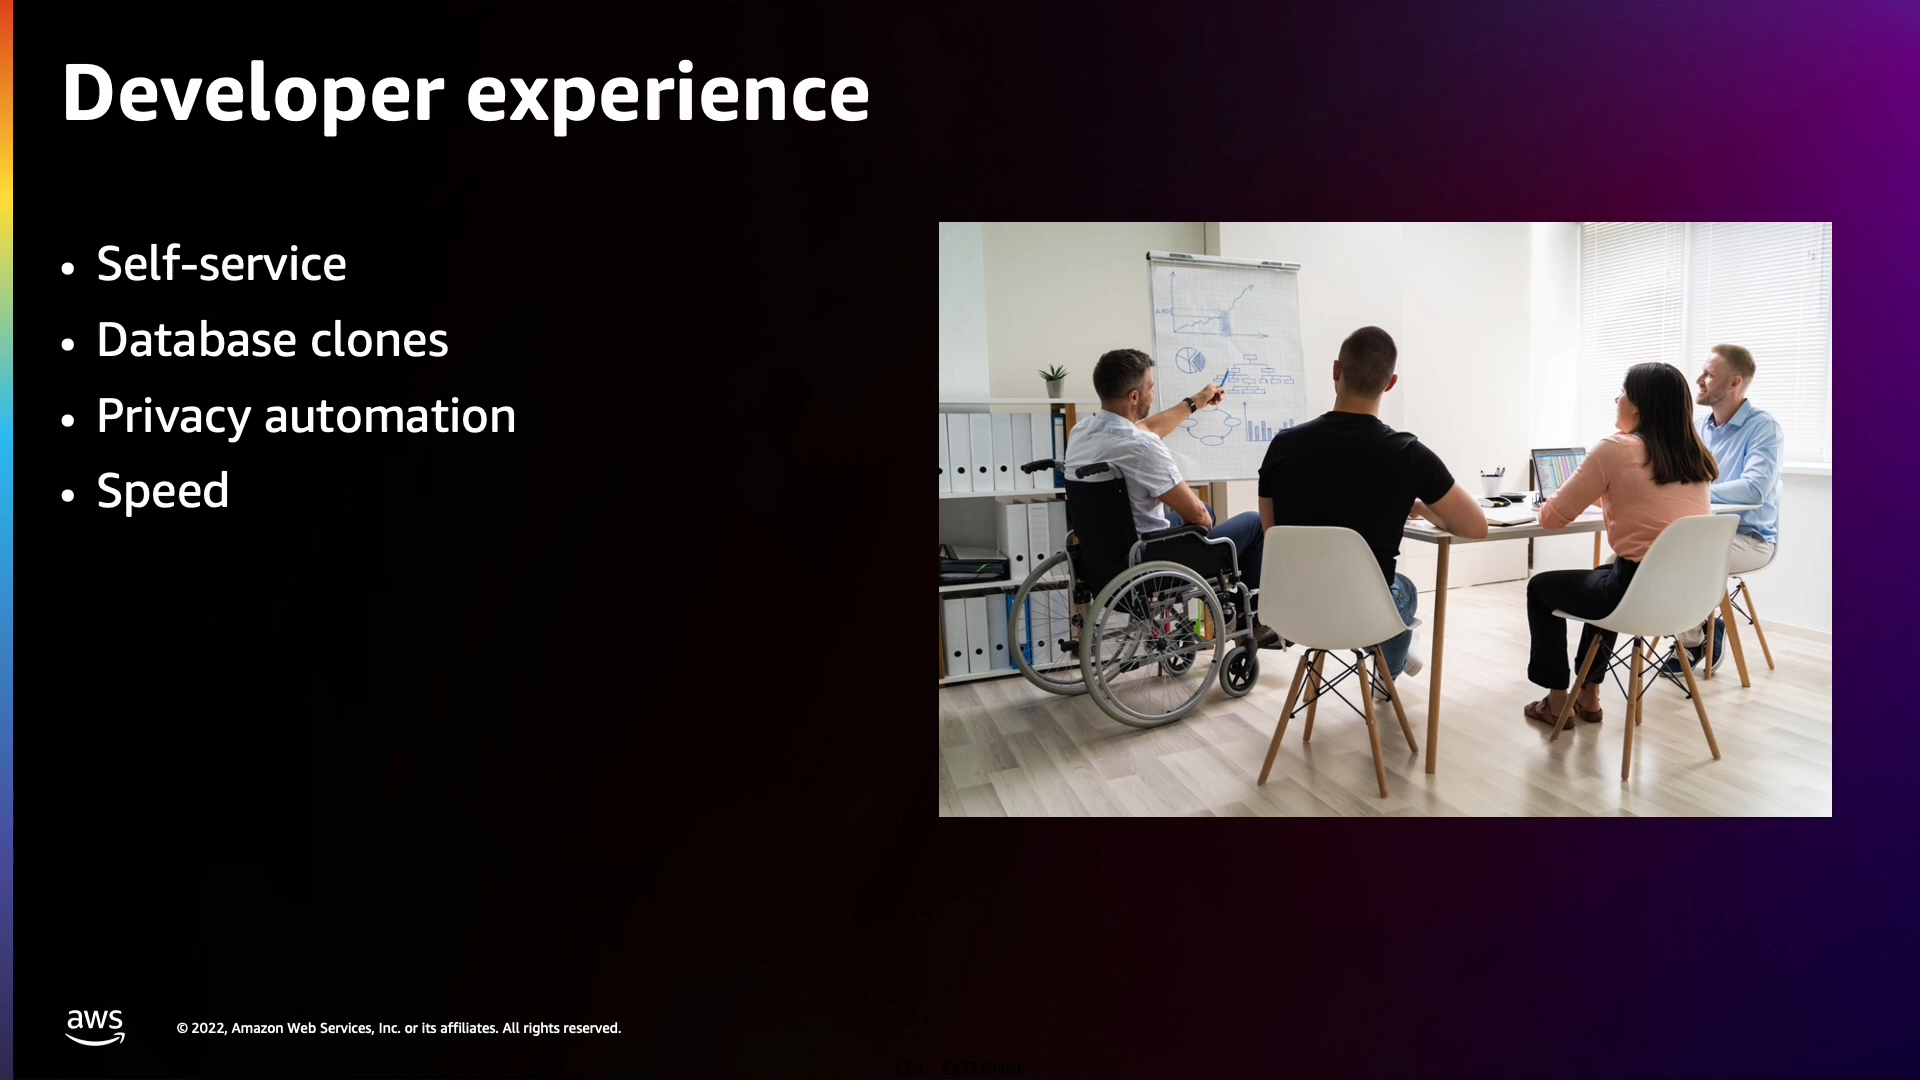 Developer experience
• Self-service
• Database clones
• Privacy automation
• Speed
aws
© 2022, Amazon Web Services, Inc. or its affiliates. All rights reserved.